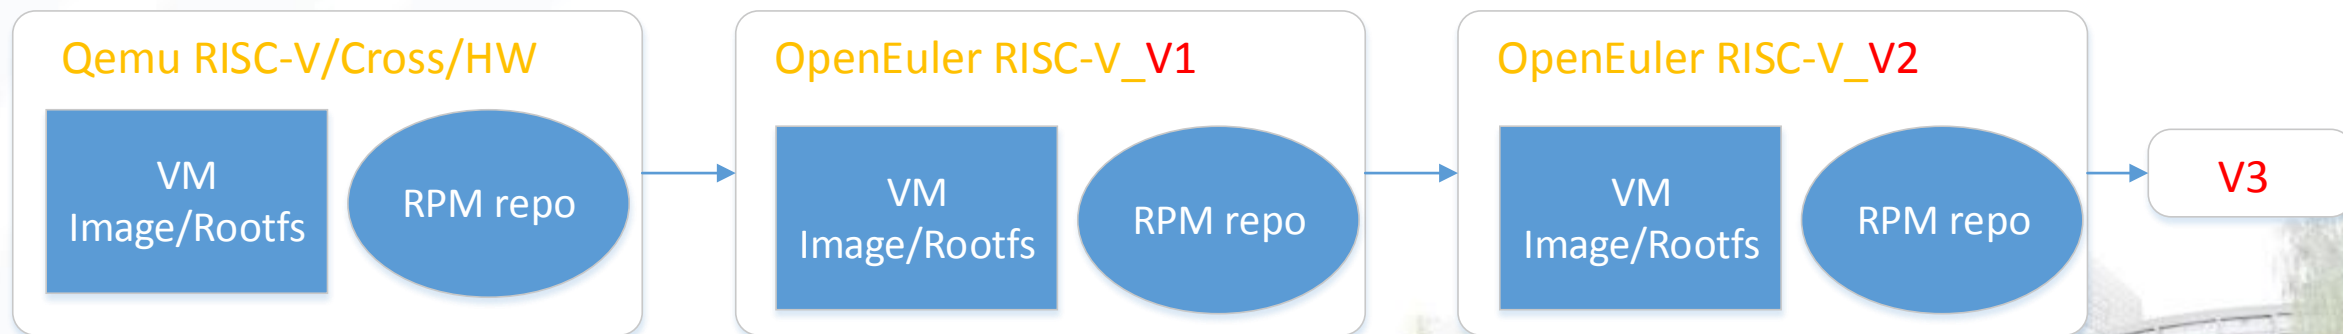 Qemu RISC-V/Cross/HW
VM
Image/Rootfs
RPM repo
OpenEuler RISC-V_V1
VM
Image/Rootfs
RPM repo
OpenEuler RISC-V_V2
VM
Image/Rootfs
RPM repo
V3